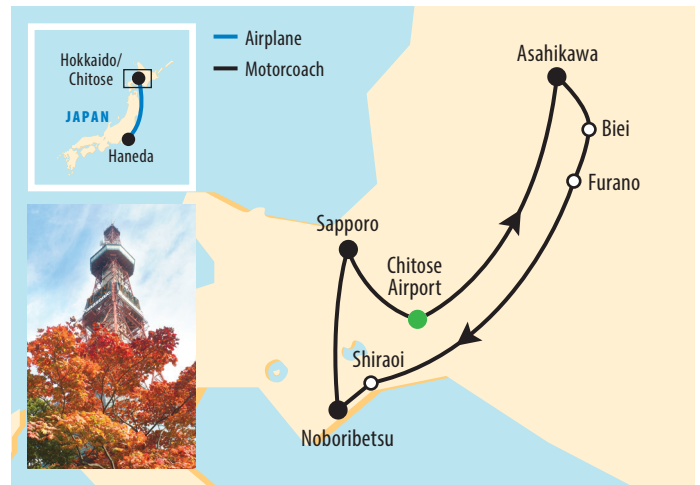 Hokkaido/
Chitose
JAPAN
Haneda
Airplane
Motorcoach
Asahikawa
Biei
Furano
Sapporo
Chitose
Airport
Shiraoi
Noboribetsu